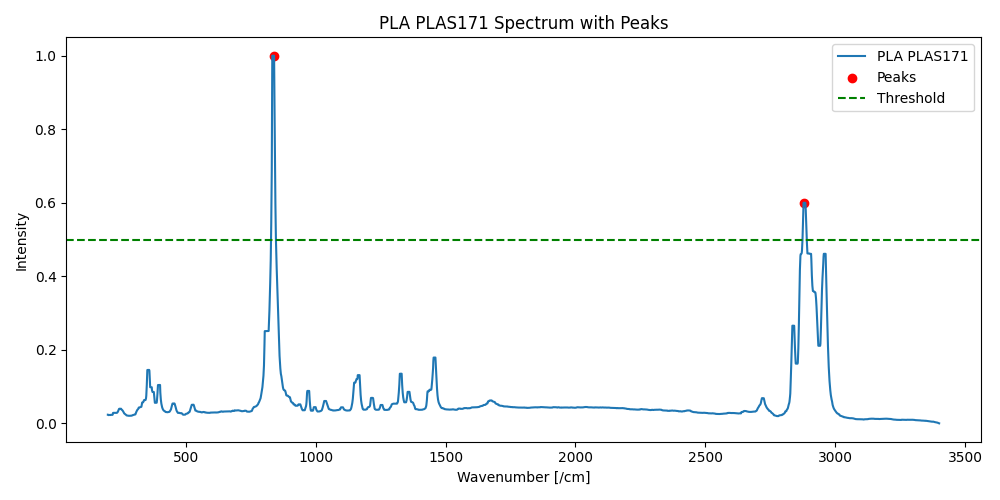 PLA PLAS171 Spectrum with Peaks
PLA PLAS171
Peaks
Threshold
Intensity
1.0
0.8
0.6
0.4
0.2
0.0
500 1000 1500 2000 2500 3000 3500
Wavenumber [/cm]